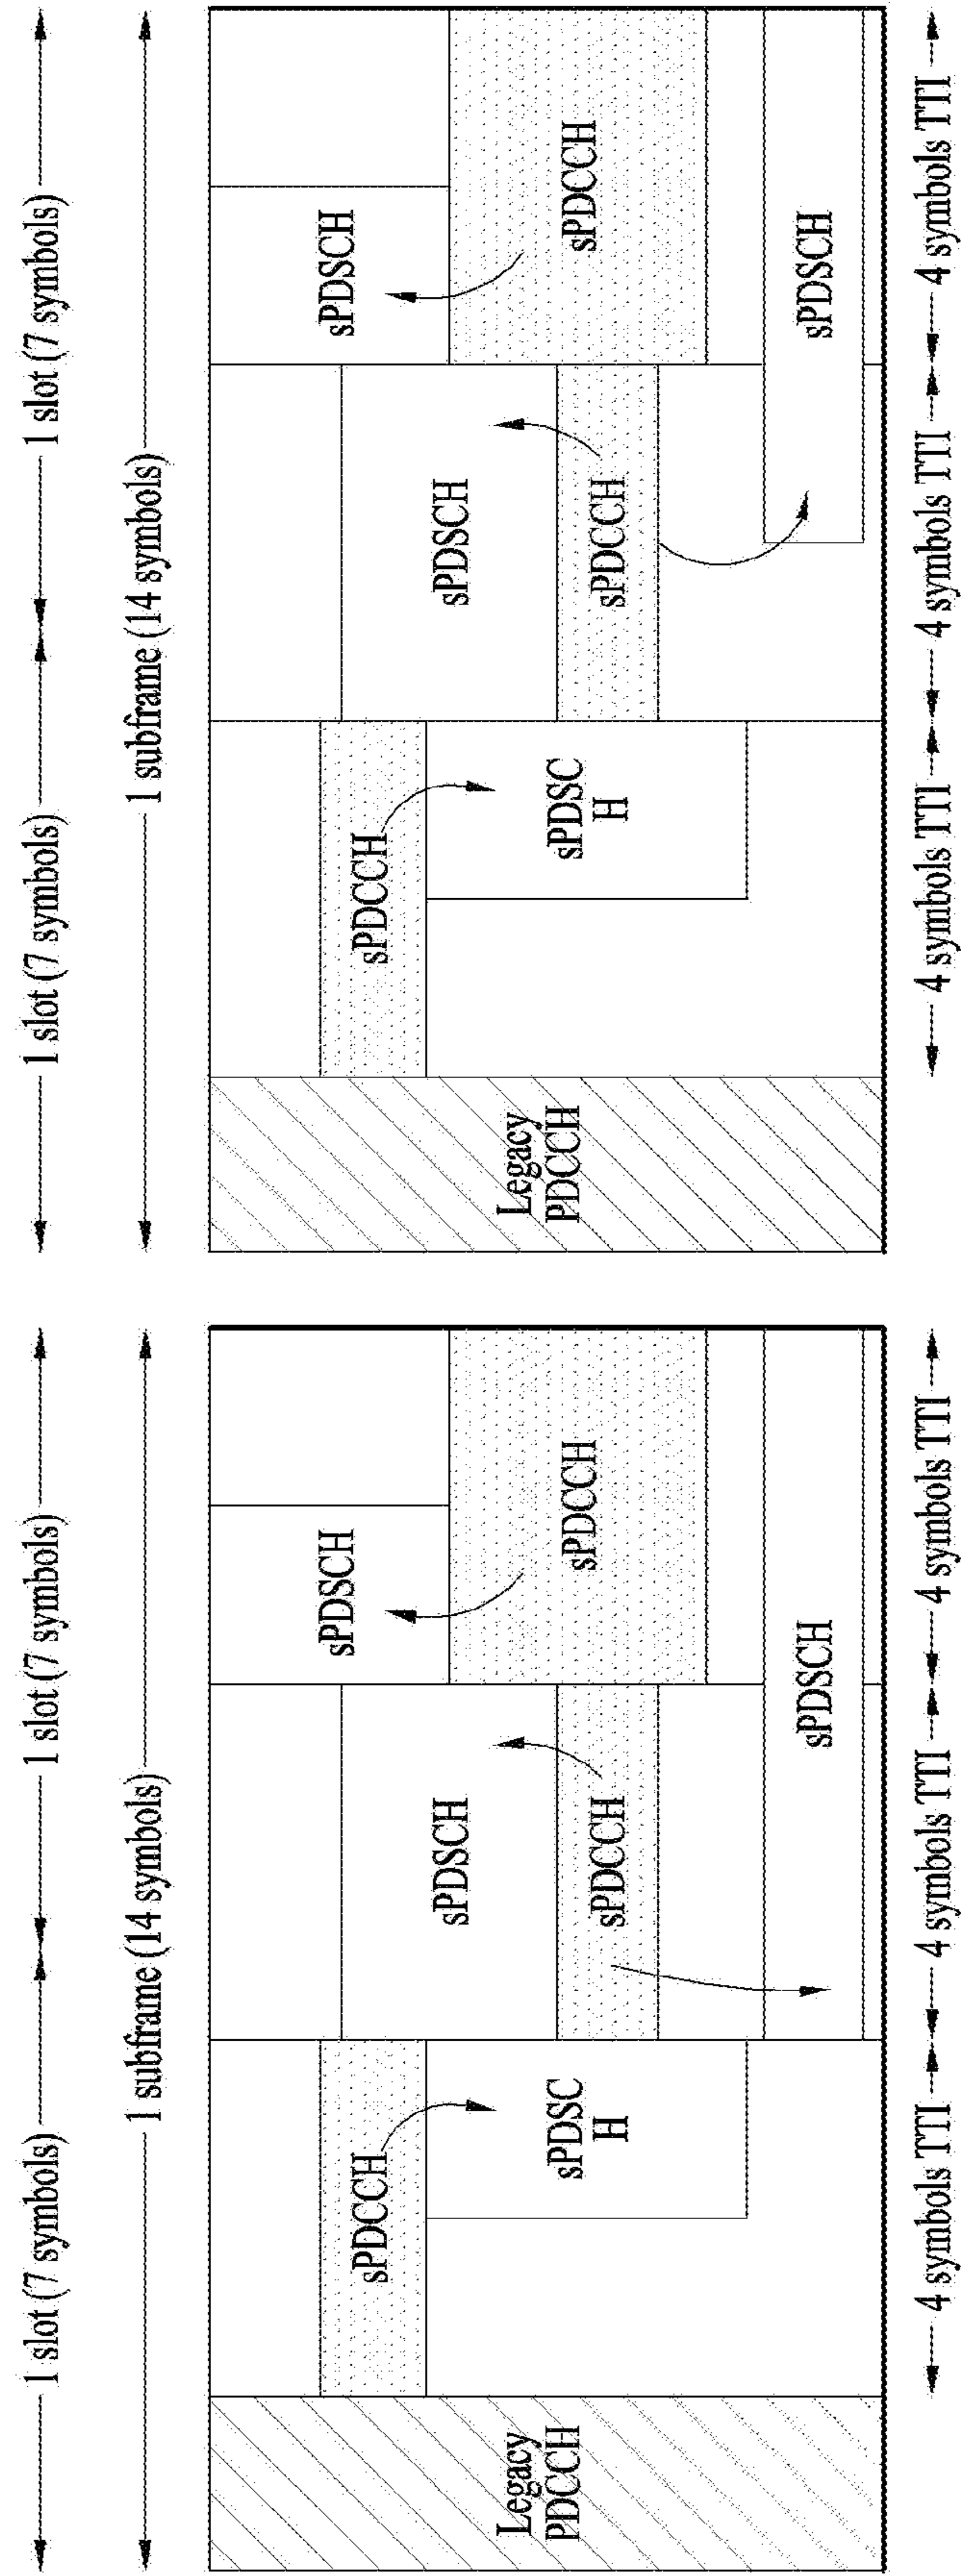 1 slot (7 symbols)
1 slot (7 symbols)
1 subframe (14 symbols)
Legacy
PDCCH
sPDCCH
sPDSC
H
sPDSCH
sPDCCH
sPDSCH
sPDCCH
sPDSCH
4 symbols TTI
4 symbols TTI
4 symbols TTI
1 slot (7 symbols)
1 slot (7 symbols)
1 subframe (14 symbols)
Legacy
PDCCH
sPDCCH
sPDSC
H
sPDSCH
sPDCCH
sPDSCH
sPDCCH
sPDSCH
4 symbols TTI
4 symbols TTI
4 symbols TTI